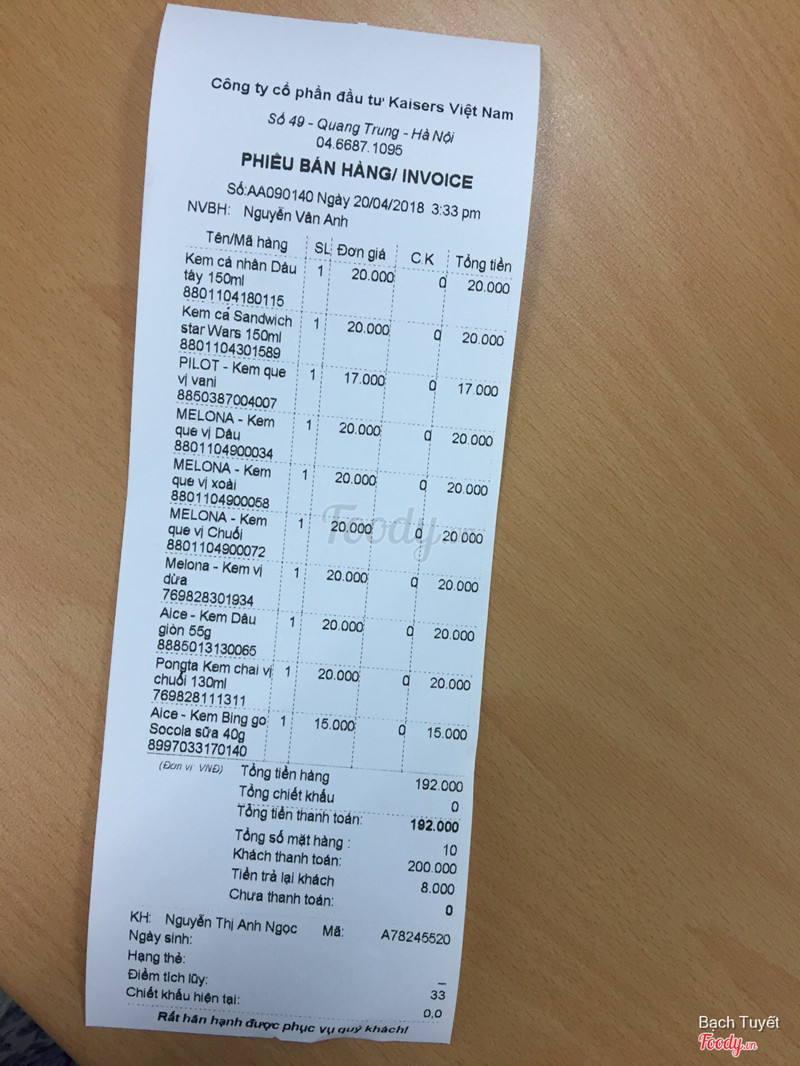 Công ty cổ phần đầu tư Kaisers Việt Nam
Số 49 - Quang Trung - Hà Nội
04.6687.1095
PHIẾU BÁN HÀNG/ INVOICE
Số:AA090140 Ngày 20/04/2018 3:33 pm
NVBH: Nguyễn Vân Anh
Tên/Mã hàng SL Đơn giá C.K Tổng tiền
Kem cá nhân Dâu 1 20.000 0 20.000
tây 150ml
8801104180115
Kem cá Sandwich 1 20.000 0 20.000
star Wars 150ml
8801104301589
PILOT - Kem que 1 17.000 0 17.000
vị vani
8850387004007
MELONA - Kem 1 20.000 0 20.000
que vị Dâu
8801104900034
MELONA - Kem 1 20.000 0 20.000
que vị xoài
8801104900058
MELONA - Kem 1 20.000 0 20.000
que vị Chuối
8801104900072
Melona - Kem vị 1 20.000 0 20.000
dừa
769828301934
Aice - Kem Dâu 1 20.000 0 20.000
giòn 55g
8885013130065
Pongta Kem chai vị 1 20.000 0 20.000
chuối 130ml
769828111311
Aice - Kem Bing go 1 15.000 0 15.000
Socola sữa 40g
8997033170140
(Đơn vị VNĐ) Tổng tiền hàng 192.000
Tổng chiết khấu 0
Tổng tiền thanh toán: 192.000
Tổng số mặt hàng : 10
Khách thanh toán: 200.000
Tiền trả lại khách 8.000
Chưa thanh toán: 0
KH: Nguyễn Thị Anh Ngọc Mã: A78245520
Ngày sinh:
Hạng thẻ: _
Điểm tích lũy: 33
Chiết khấu hiện tại: 0,0
Rất hân hạnh được phục vụ quý khách!
Foody.vn
Bạch Tuyết
Foody.vn